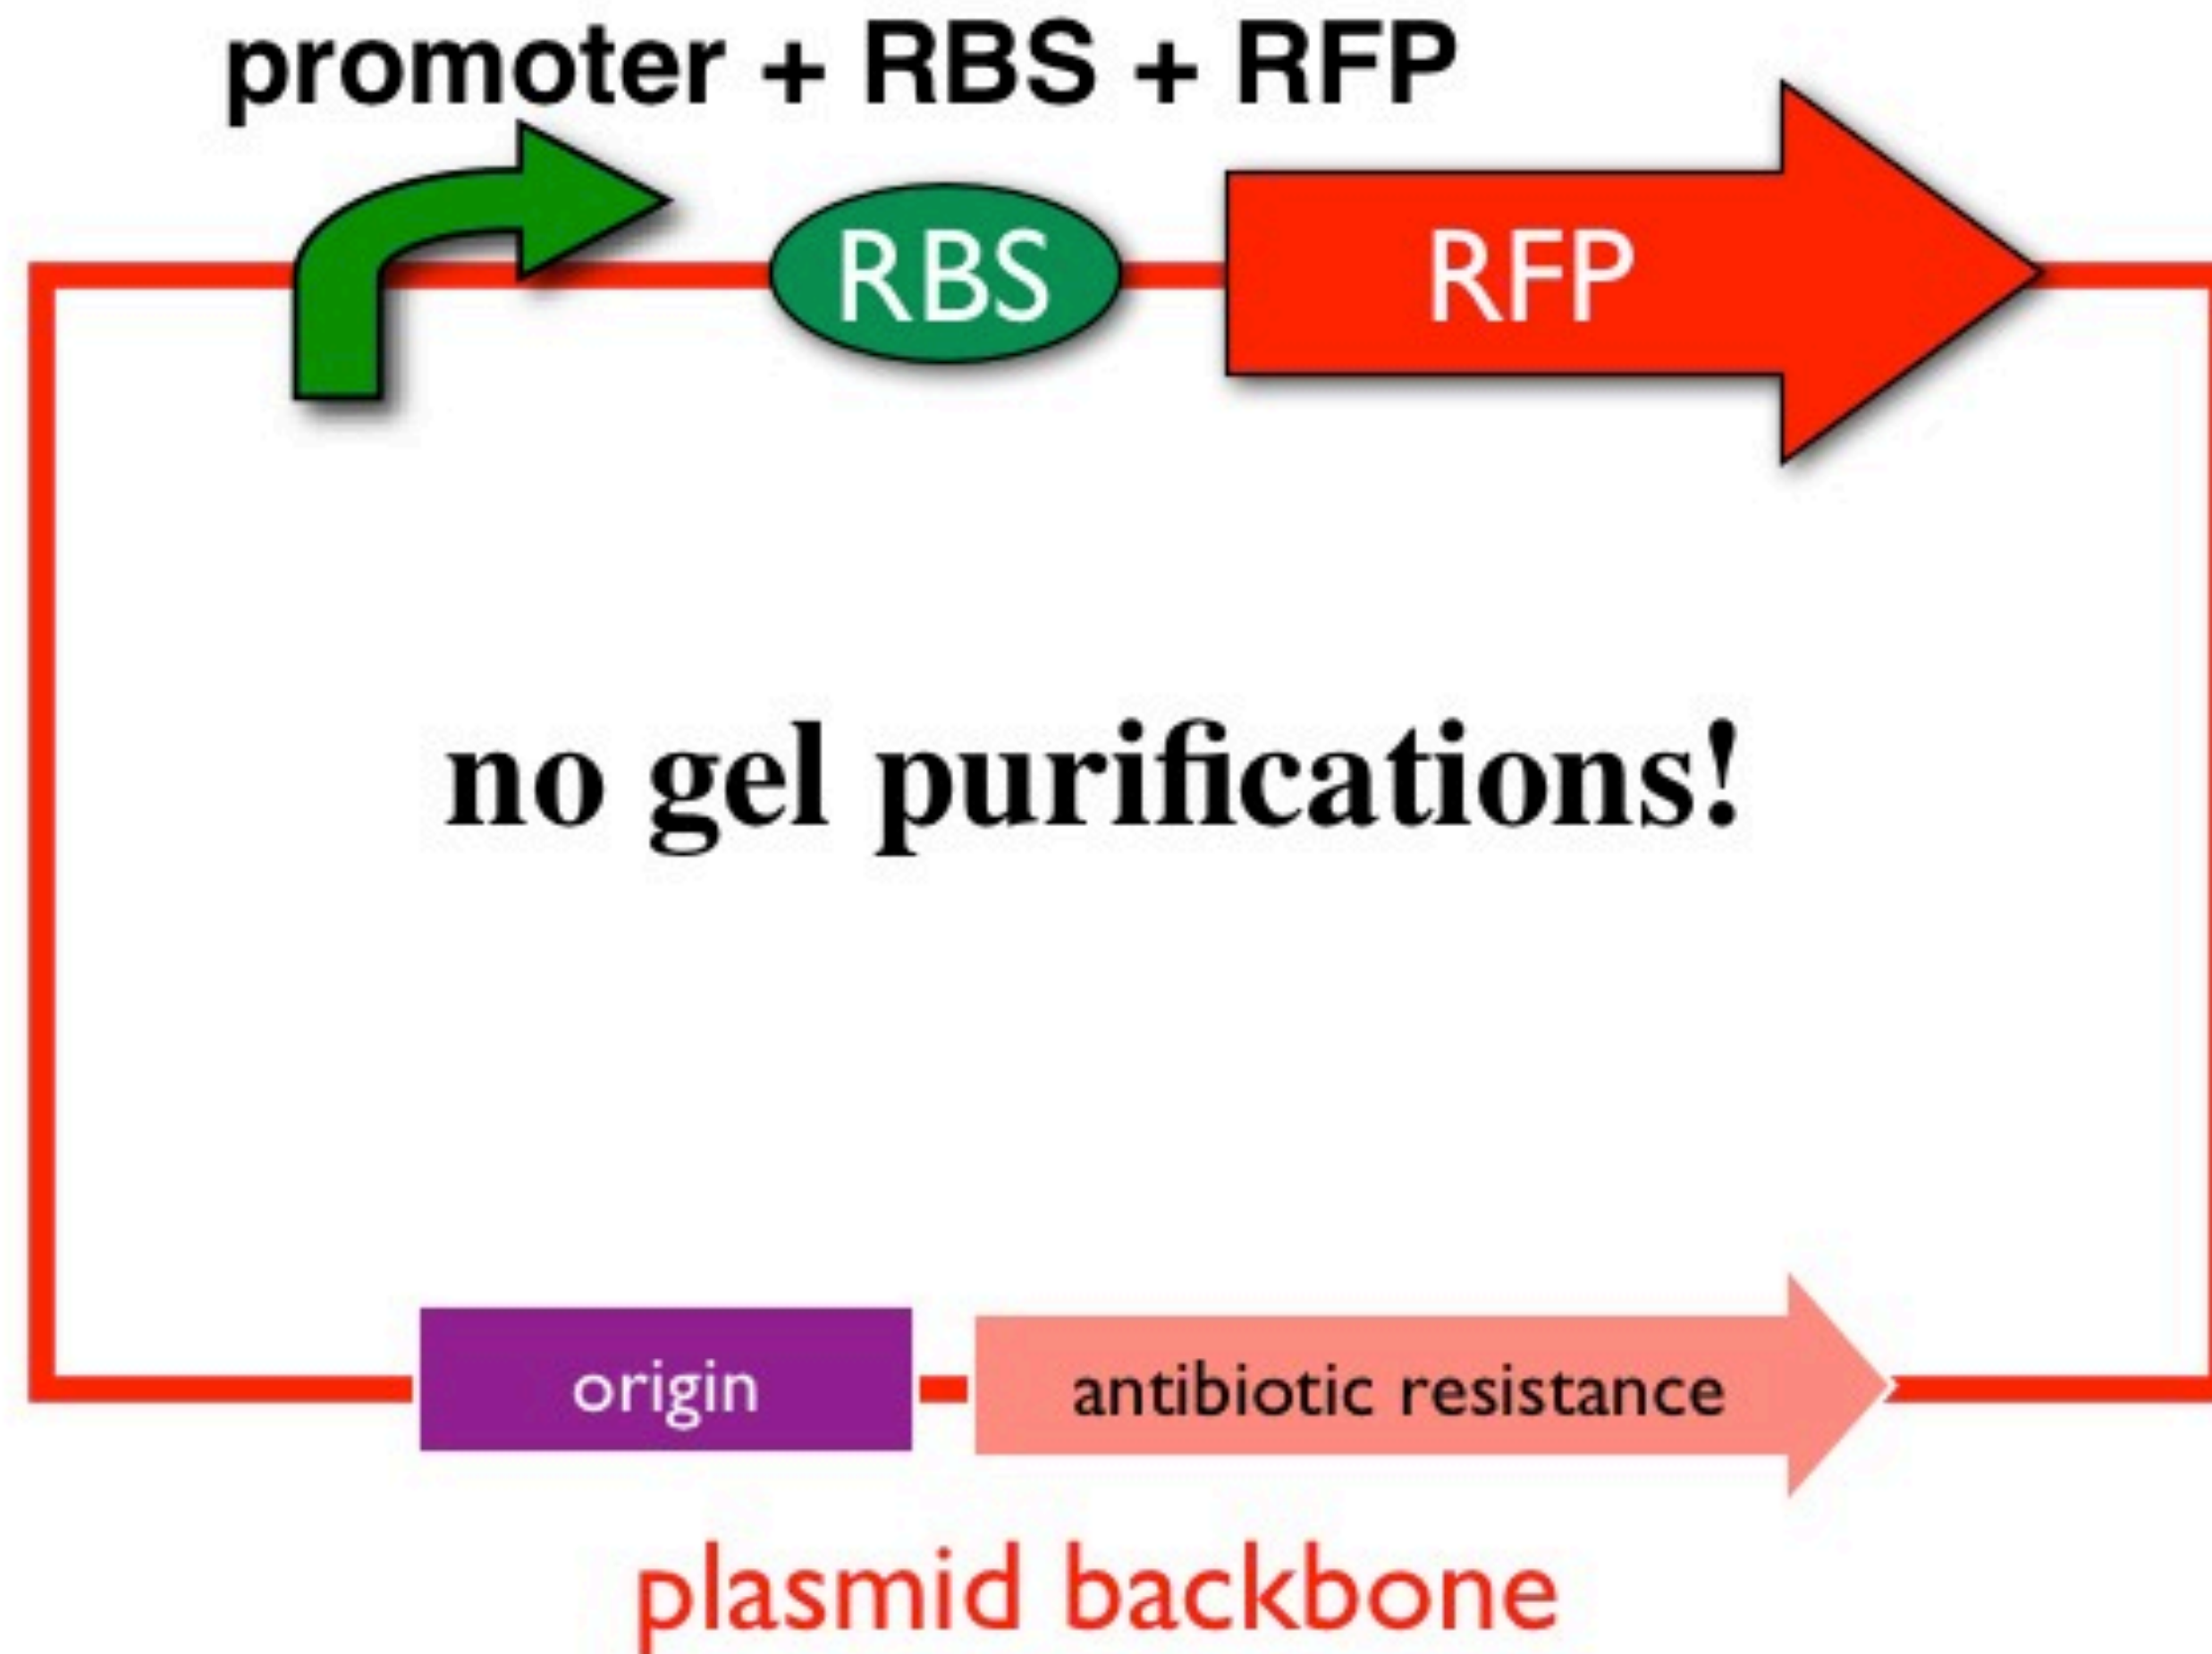 promoter + RBS + RFP
RBS
RFP
no gel purifications!
origin
antibiotic resistance
plasmid backbone